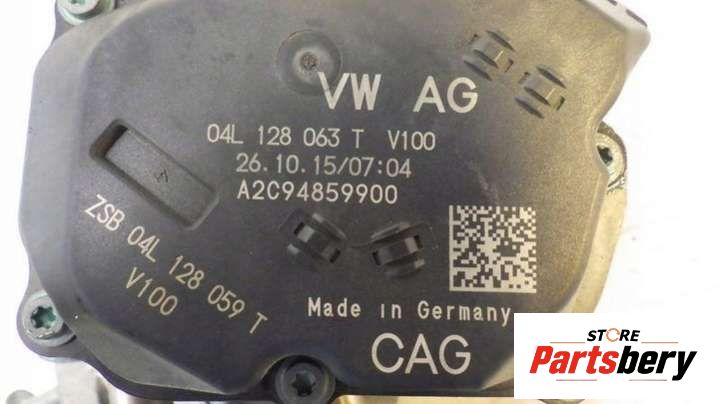 VW AG
04L 128 063 T V100
26.10.15/07:04
A2C94859900
ZSB 04L 128 059 T
V100
Made in Germany
CAG
STORE
Partsbery